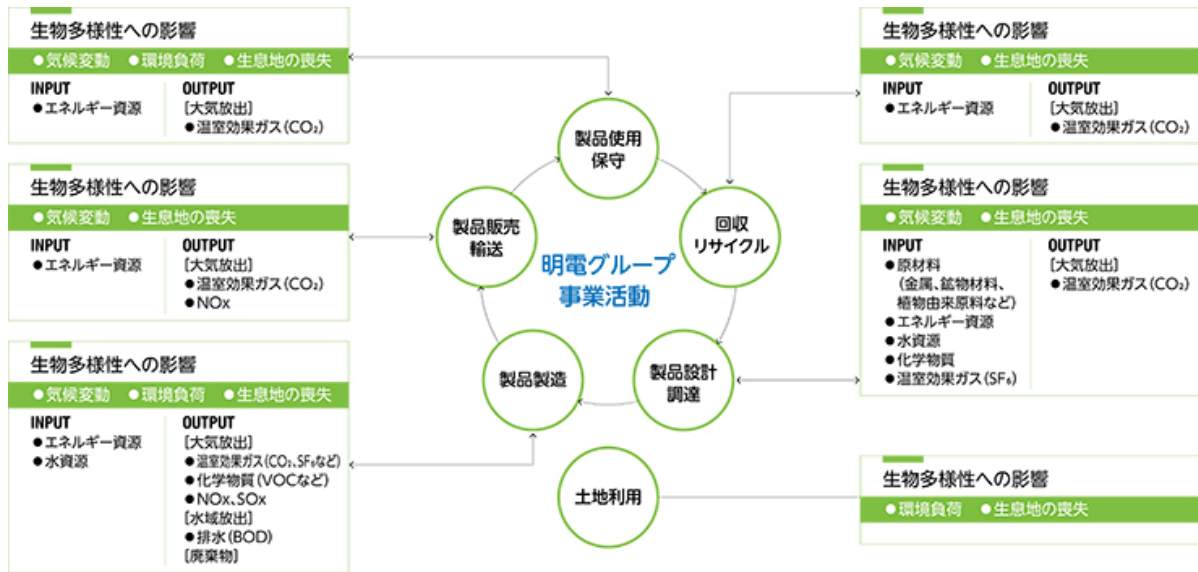 生物多様性への影響
●気候変動 ●環境負荷 ●生息地の喪失
INPUT
●エネルギー資源
OUTPUT
[大気放出]
●温室効果ガス(CO₂)
生物多様性への影響
●気候変動 ●生息地の喪失
INPUT
●エネルギー資源
OUTPUT
[大気放出]
●温室効果ガス(CO₂)
●NOx
生物多様性への影響
●気候変動 ●環境負荷 ●生息地の喪失
INPUT
●エネルギー資源
●水資源
OUTPUT
[大気放出]
●温室効果ガス(CO₂、SF₆など)
●化学物質(VOCなど)
●NOx、SOx
[水域放出]
●排水(BOD)
[廃棄物]
製品使用
保守
製品販売
輸送
回収
リサイクル
明電グループ
事業活動
製品製造
製品設計
調達
土地利用
生物多様性への影響
●気候変動 ●生息地の喪失
INPUT
●エネルギー資源
OUTPUT
[大気放出]
●温室効果ガス(CO₂)
生物多様性への影響
●気候変動 ●生息地の喪失
INPUT
●原材料
(金属、鉱物材料、
植物由来原料など)
●エネルギー資源
●水資源
●化学物質
●温室効果ガス(SF₆)
OUTPUT
[大気放出]
●温室効果ガス(CO₂)
生物多様性への影響
●環境負荷 ●生息地の喪失